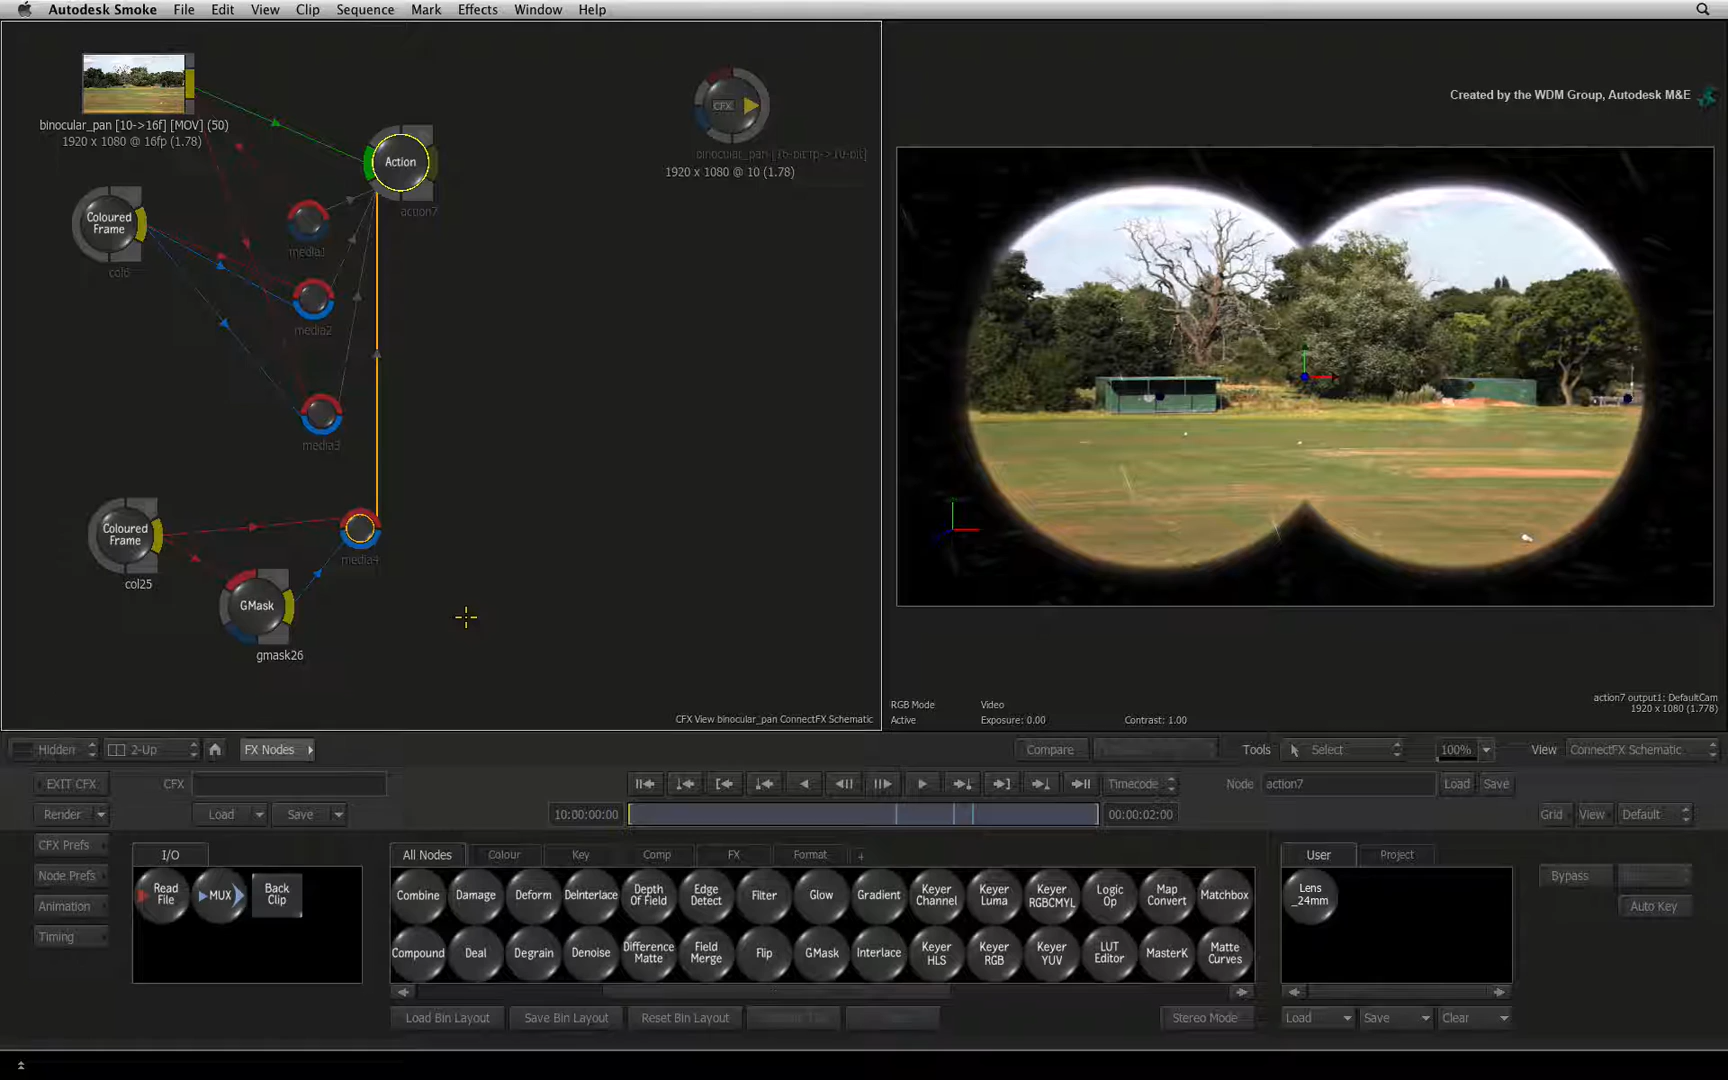 Autodesk Smoke File Edit View Clip Sequence Mark Effects Window Help
binocular_pan [10->16f] [MOV] (50)
1920 x 1080 @ 16fp (1.78)
Action
action7
CFX
binocular_pan [16-bit fp-> 10-bit]
1920 x 1080 @ 10 (1.78)
Created by the WDM Group, Autodesk M&E
Coloured
Frame
col6
media1
media2
media3
Coloured
Frame
col25
media4
GMask
gmask26
CFX View binocular_pan ConnectFX Schematic
RGB Mode Video
Active Exposure: 0.00 Contrast: 1.00
action7 output1: DefaultCam
1920 x 1080 (1.778)
Hidden 2-Up FX Nodes Compare Tools Select 100% View ConnectFX Schematic
EXIT CFX CFX Timecode Node action7 Load Save
Render Load Save 10:00:00:00 00:00:02:00 Grid View Default
CFX Prefs I/O All Nodes Colour Key Comp FX Format + User Project
Node Prefs Bypass
Animation Auto Key
Timing
Read
File
MUX
Back
Clip
Combine Damage Deform DeInterlace Depth
Of Field Edge
Detect Filter Glow Gradient Keyer
Channel Keyer
Luma Keyer
RGBCMYL Logic
Op Map
Convert Matchbox
Lens
_24mm
Compound Deal Degrain Denoise Difference
Matte Field
Merge Flip GMask Interlace Keyer
HLS Keyer
RGB Keyer
YUV LUT
Editor MasterK Matte
Curves
Load Bin Layout Save Bin Layout Reset Bin Layout Stereo Mode Load Save Clear